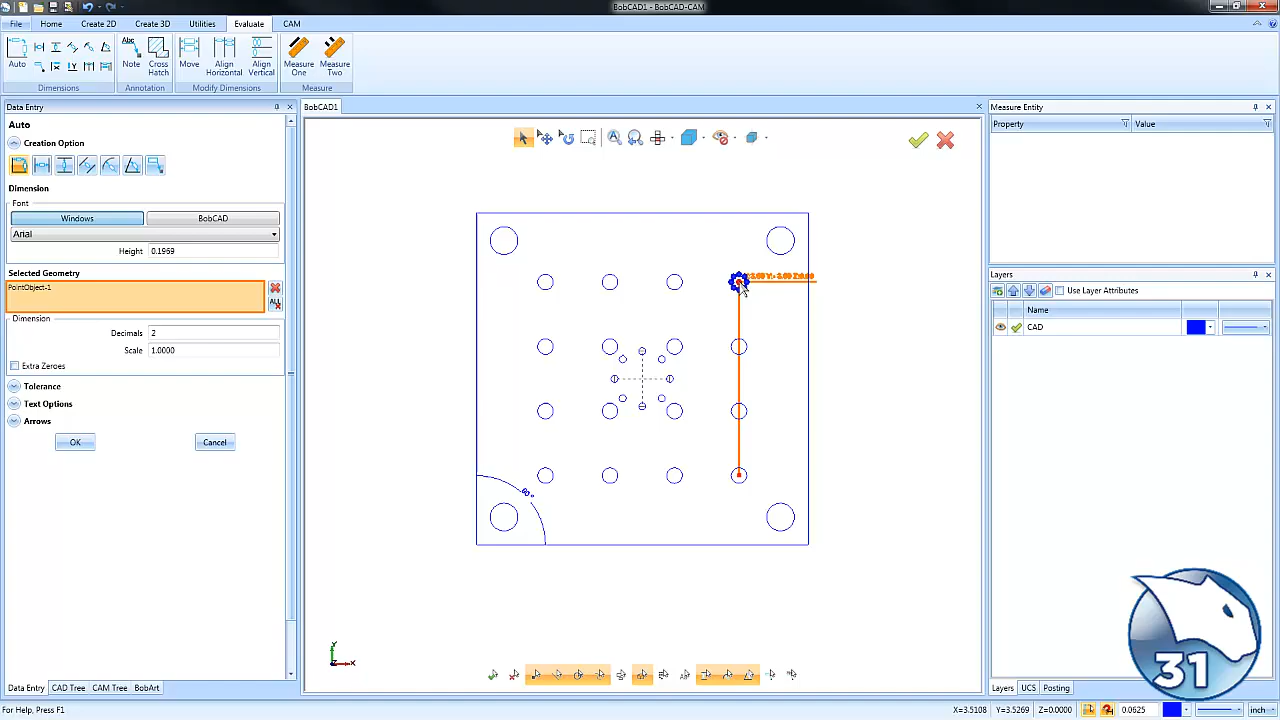 BobCAD1 - BobCAD-CAM
File Home Create 2D Create 3D Utilities Evaluate CAM
Auto Abc Note Cross Hatch Move Align Horizontal Align Vertical Measure One Measure Two
Dimensions Annotation Modify Dimensions Measure
Data Entry
BobCAD1
Measure Entity
Property Value
Auto
Creation Option
Dimension
Font
Windows BobCAD
Arial
Height 0.1969
Selected Geometry
PointObject-1
ALL
Dimension
Decimals 2
Scale 1.0000
Extra Zeroes
Tolerance
Text Options
Arrows
OK Cancel
90°
Y
Z X
Layers
Use Layer Attributes
Name
CAD
31
Data Entry CAD Tree CAM Tree BobArt
Layers UCS Posting
For Help, Press F1
X=3.5108 Y=3.5269 Z=0.0000 0.0625 inch